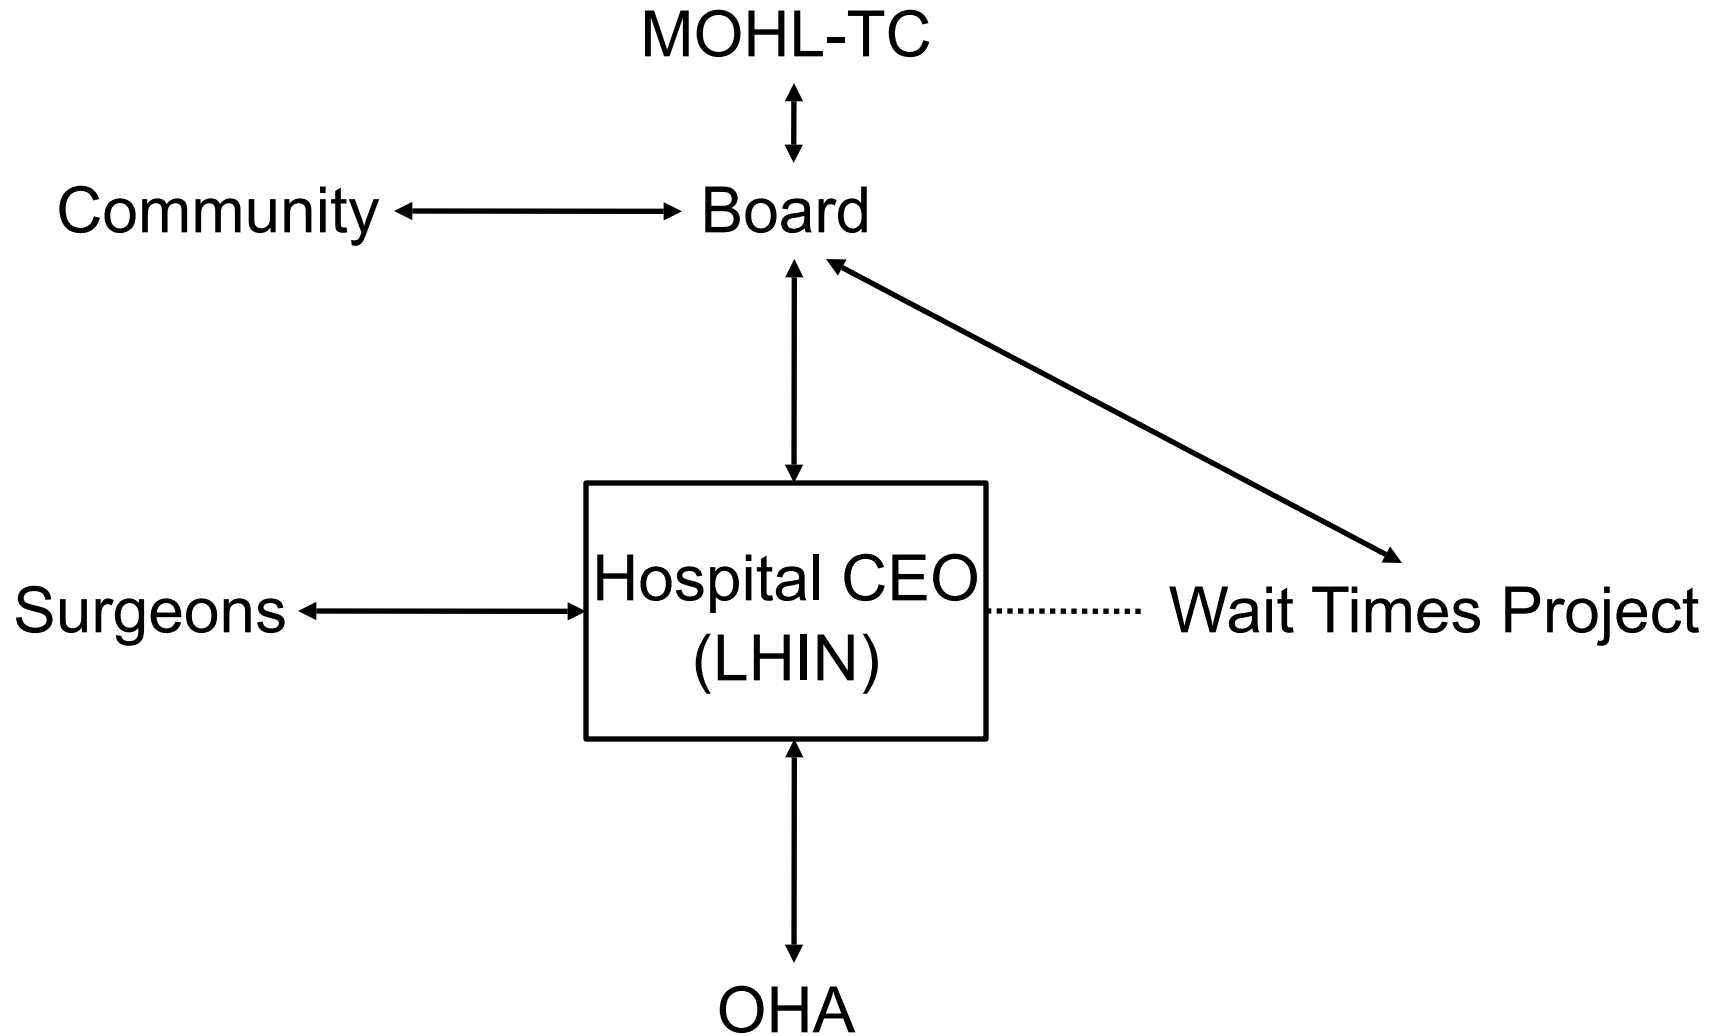 MOHL-TC
Community
Board
Hospital CEO
(LHIN)
Surgeons
Wait Times Project
OHA